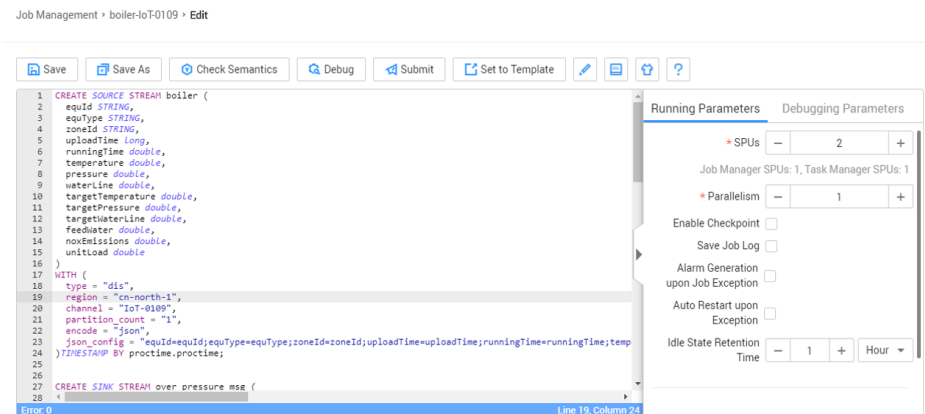 Job Management › boiler-IoT-0109 › Edit
Save Save As Check Semantics Debug Submit Set to Template ?
1 CREATE SOURCE STREAM boiler (
2 equId STRING,
3 equType STRING,
4 zoneId STRING,
5 uploadTime long,
6 runningTime double,
7 temperature double,
8 pressure double,
9 waterLine double,
10 targetTemperature double,
11 targetPressure double,
12 targetWaterLine double,
13 feedWater double,
14 noxEmissions double,
15 unitLoad double
16 )
17 WITH (
18 type = "dis",
19 region = "cn-north-1",
20 channel = "IoT-0109",
21 partition_count = "1",
22 encode = "json",
23 json_config = "equId=equId;equType=equType;zoneId=zoneId;uploadTime=uploadTime;runningTime=runningTime;temp
24 )TIMESTAMP BY proctime.proctime;
25
26
27 CREATE SINK STREAM over_pressure_msg (
28
Error: 0 Line 19, Column 24
Running Parameters Debugging Parameters
* SPUs − 2 +
Job Manager SPUs: 1, Task Manager SPUs: 1
* Parallelism − 1 +
Enable Checkpoint
Save Job Log
Alarm Generation
upon Job Exception
Auto Restart upon
Exception
Idle State Retention
Time − 1 + Hour